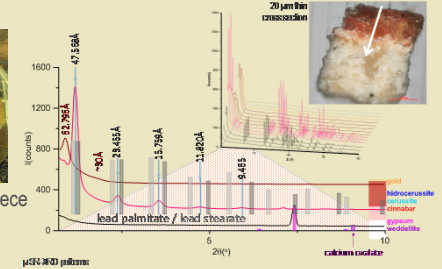 20 µm thin
cross section
1600
1200
800
400
0
I(counts)
62.796Å
47.568Å
~30Å
23.455Å
15.759Å
11.820Å
9.465
lead palmitate / lead stearate
5
10
2θ(°)
gold
hidrocerussite
cerussite
cinnabar
gypsum
weddellite
calcium oxalate
ece